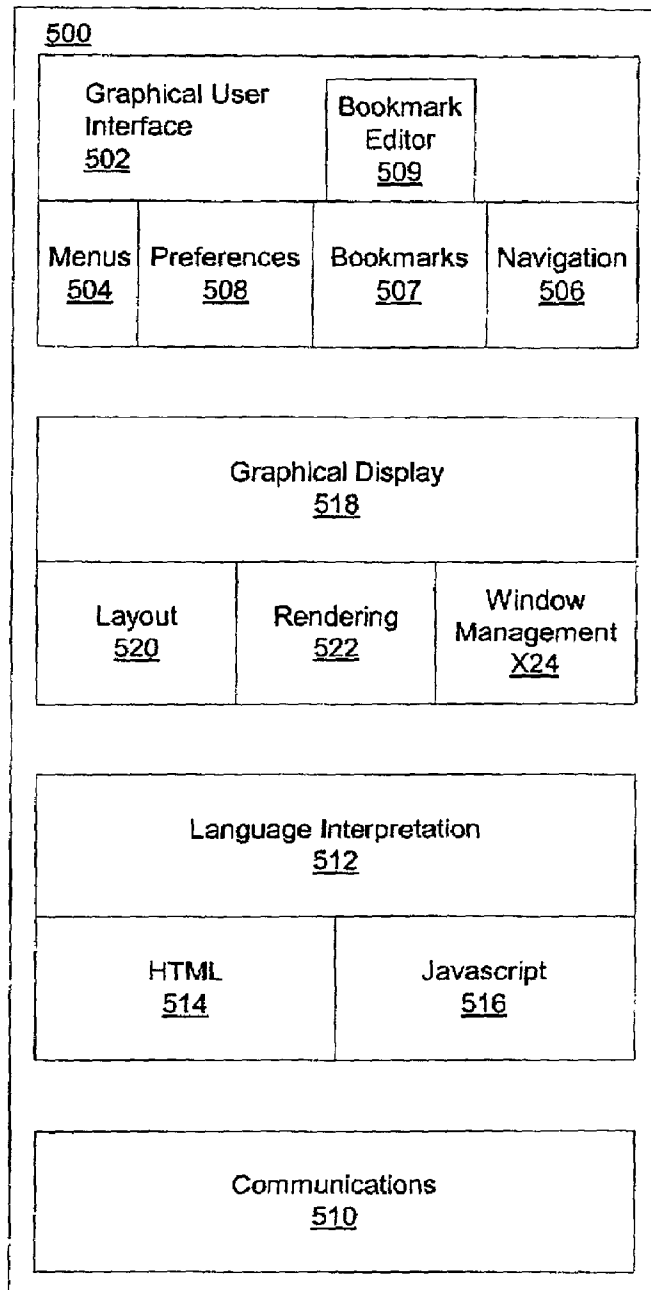 500
Graphical User
Interface
502
Bookmark
Editor
509
Menus
504
Preferences
508
Bookmarks
507
Navigation
506
Graphical Display
518
Layout
520
Rendering
522
Window
Management
X24
Language Interpretation
512
HTML
514
Javascript
516
Communications
510